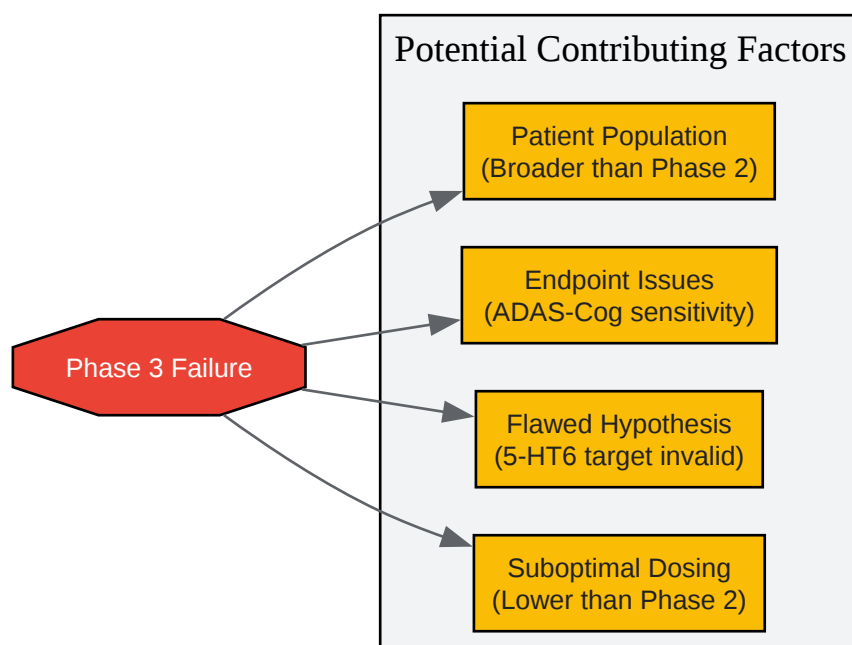 Potential Contributing Factors
Patient Population
(Broader than Phase 2)
Endpoint Issues
(ADAS-Cog sensitivity)
Phase 3 Failure
Flawed Hypothesis
(5-HT6 target invalid)
Suboptimal Dosing
(Lower than Phase 2)